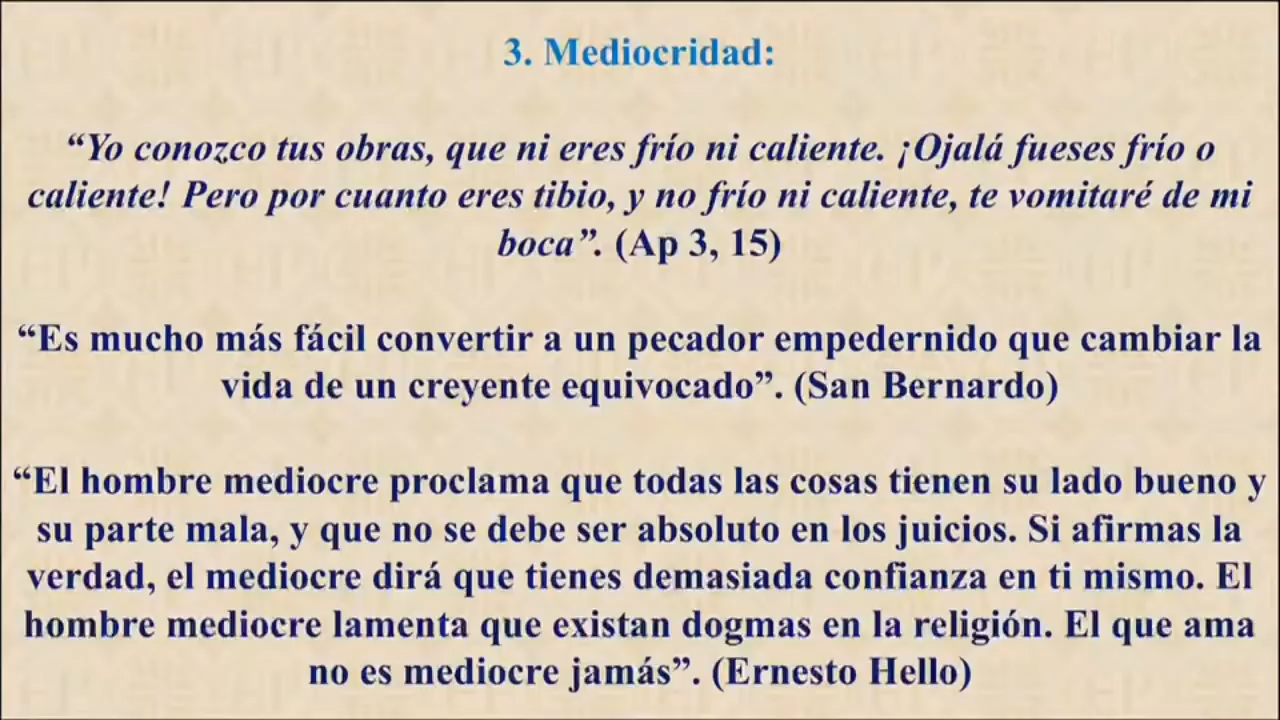 3. Mediocridad:
“Yo conozco tus obras, que ni eres frío ni caliente. ¡Ojalá fueses frío o
caliente! Pero por cuanto eres tibio, y no frío ni caliente, te vomitaré de mi
boca”. (Ap 3, 15)
“Es mucho más fácil convertir a un pecador empedernido que cambiar la
vida de un creyente equivocado”. (San Bernardo)
“El hombre mediocre proclama que todas las cosas tienen su lado bueno y
su parte mala, y que no se debe ser absoluto en los juicios. Si afirmas la
verdad, el mediocre dirá que tienes demasiada confianza en ti mismo. El
hombre mediocre lamenta que existan dogmas en la religión. El que ama
no es mediocre jamás”. (Ernesto Hello)